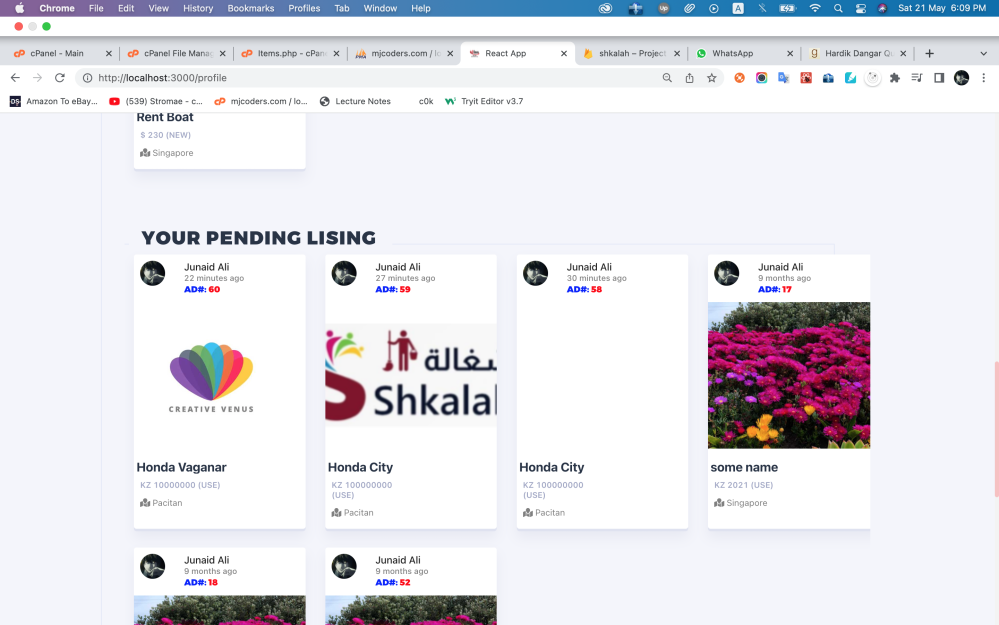 Chrome File Edit View History Bookmarks Profiles Tab Window Help A Sat 21 May 6:09 PM
cPanel - Main cPanel File Mana Items.php - cPan mjcoders.com / lo React App shkalah – Project WhatsApp Hardik Dangar Qu
http://localhost:3000/profile
DS- Amazon To eBay... (539) Stromae - c... mjcoders.com / lo... Lecture Notes c0k Tryit Editor v3.7
Rent Boat
$ 230 (NEW)
Singapore
YOUR PENDING LISING
Junaid Ali Junaid Ali Junaid Ali Junaid Ali
22 minutes ago 27 minutes ago 30 minutes ago 9 months ago
AD#: 60 AD#: 59 AD#: 58 AD#: 17
شغالة
Shkalal
CREATIVE VENUS
Honda Vaganar Honda City Honda City some name
KZ 10000000 (USE) KZ 100000000 KZ 100000000 KZ 2021 (USE)
(USE) (USE)
Pacitan Pacitan Pacitan Singapore
Junaid Ali Junaid Ali
9 months ago 9 months ago
AD#: 18 AD#: 52